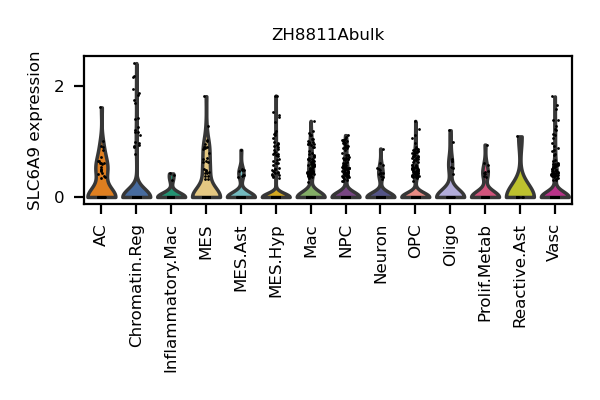 ZH8811Abulk
SLC6A9 expression
2
0
AC
Chromatin.Reg
Inflammatory.Mac
MES
MES.Ast
MES.Hyp
Mac
NPC
Neuron
OPC
Oligo
Prolif.Metab
Reactive.Ast
Vasc